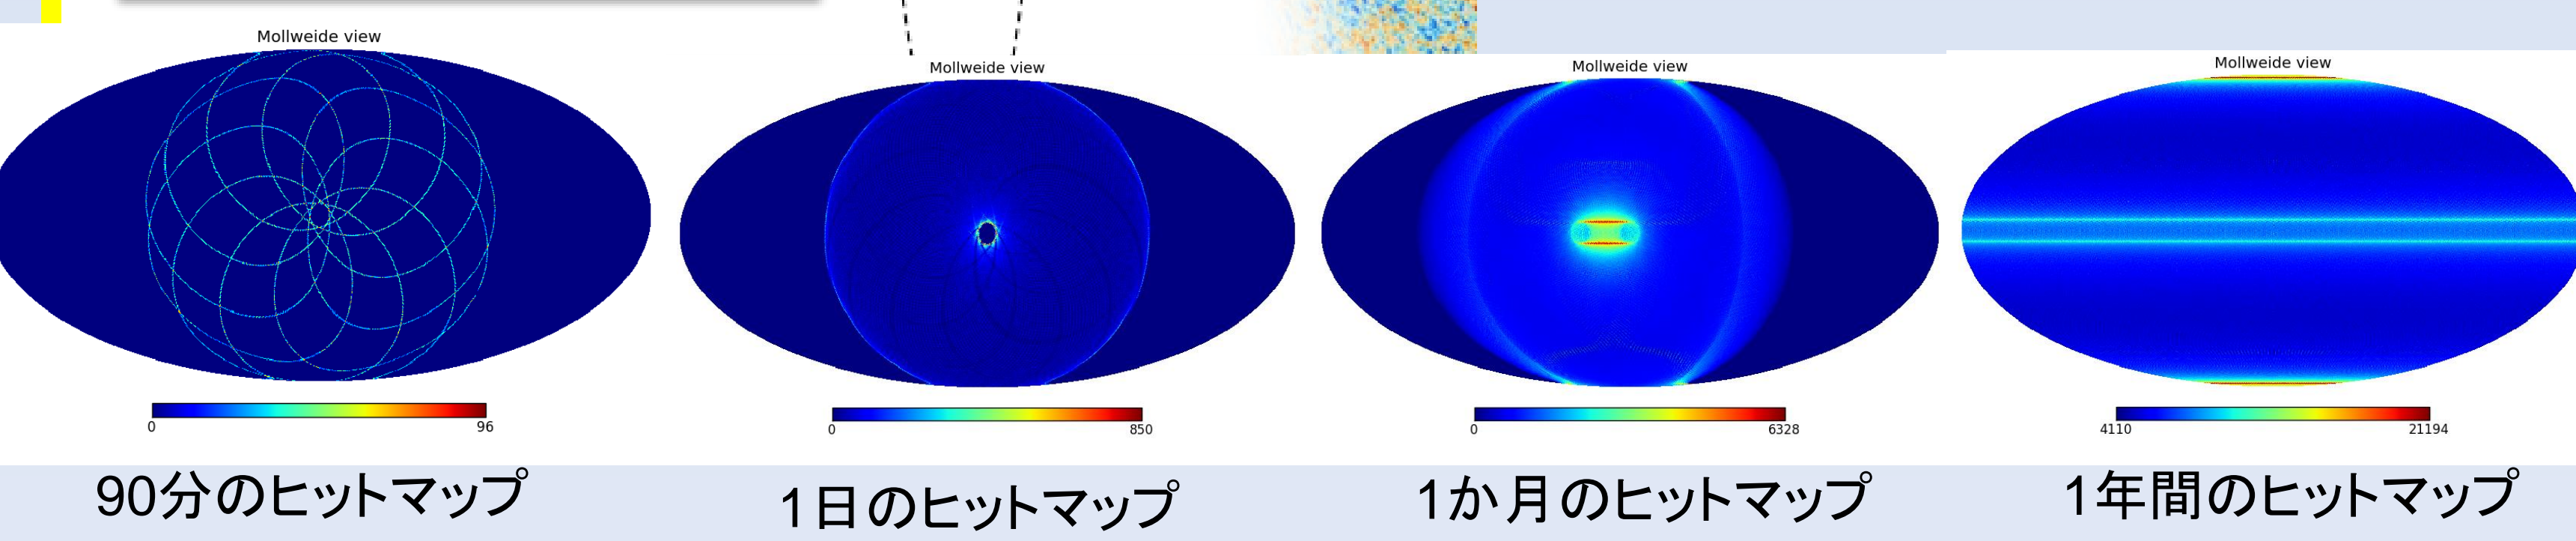 Mollweide view
0 96
90分のヒットマップ
Mollweide view
0 850
1日のヒットマップ
Mollweide view
0 6328
1か月のヒットマップ
Mollweide view
4110 21194
1年間のヒットマップ